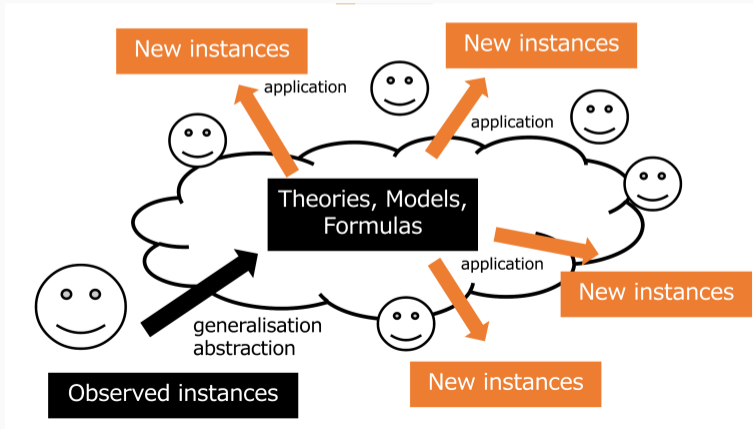 New instances
New instances
application
application
Theories, Models,
Formulas
application
New instances
generalisation
abstraction
New instances
Observed instances